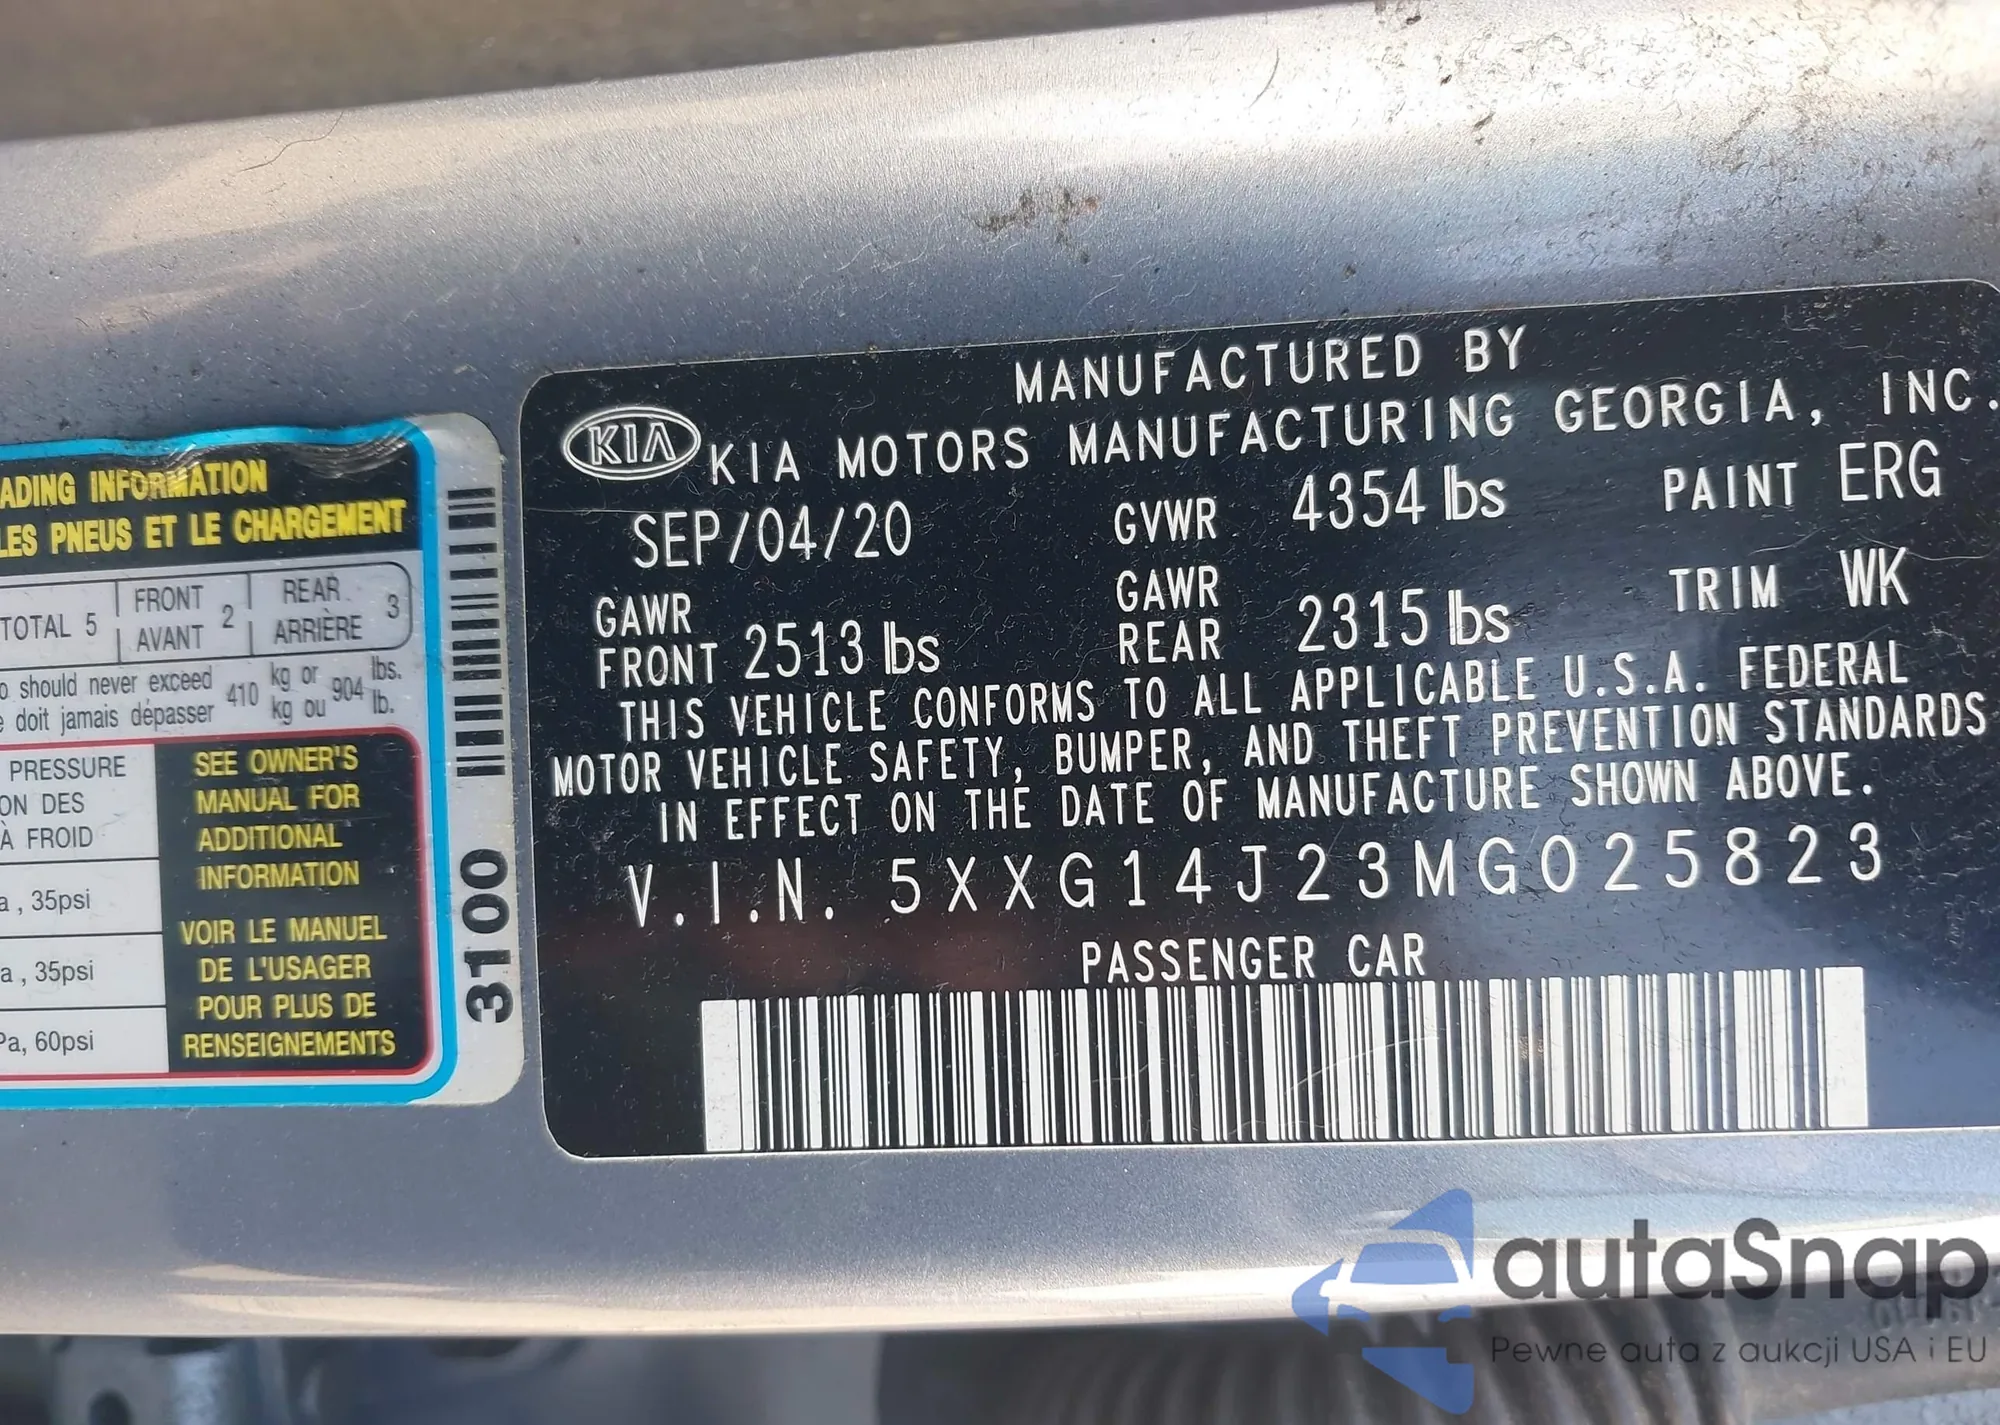 ADING INFORMATION
LES PNEUS ET LE CHARGEMENT
TOTAL 5
FRONT
AVANT
2
REAR
ARRIÈRE
3
should never exceed
doit jamais dépasser
410
kg or
kg ou
904
lbs.
lb.
PRESSURE
ON DES
À FROID
, 35psi
, 35psi
Pa, 60psi
SEE OWNER'S
MANUAL FOR
ADDITIONAL
INFORMATION
VOIR LE MANUEL
DE L'USAGER
POUR PLUS DE
RENSEIGNEMENTS
3100
MANUFACTURED BY
KIA KIA MOTORS MANUFACTURING GEORGIA, INC.
SEP/04/20 GVWR 4354 lbs PAINT ERG
GAWR FRONT 2513 lbs GAWR REAR 2315 lbs TRIM WK
THIS VEHICLE CONFORMS TO ALL APPLICABLE U.S.A. FEDERAL
MOTOR VEHICLE SAFETY, BUMPER, AND THEFT PREVENTION STANDARDS
IN EFFECT ON THE DATE OF MANUFACTURE SHOWN ABOVE.
V.I.N. 5XXG14J23MG025823
PASSENGER CAR
autaSnap
Pewne auta z aukcji USA i EU